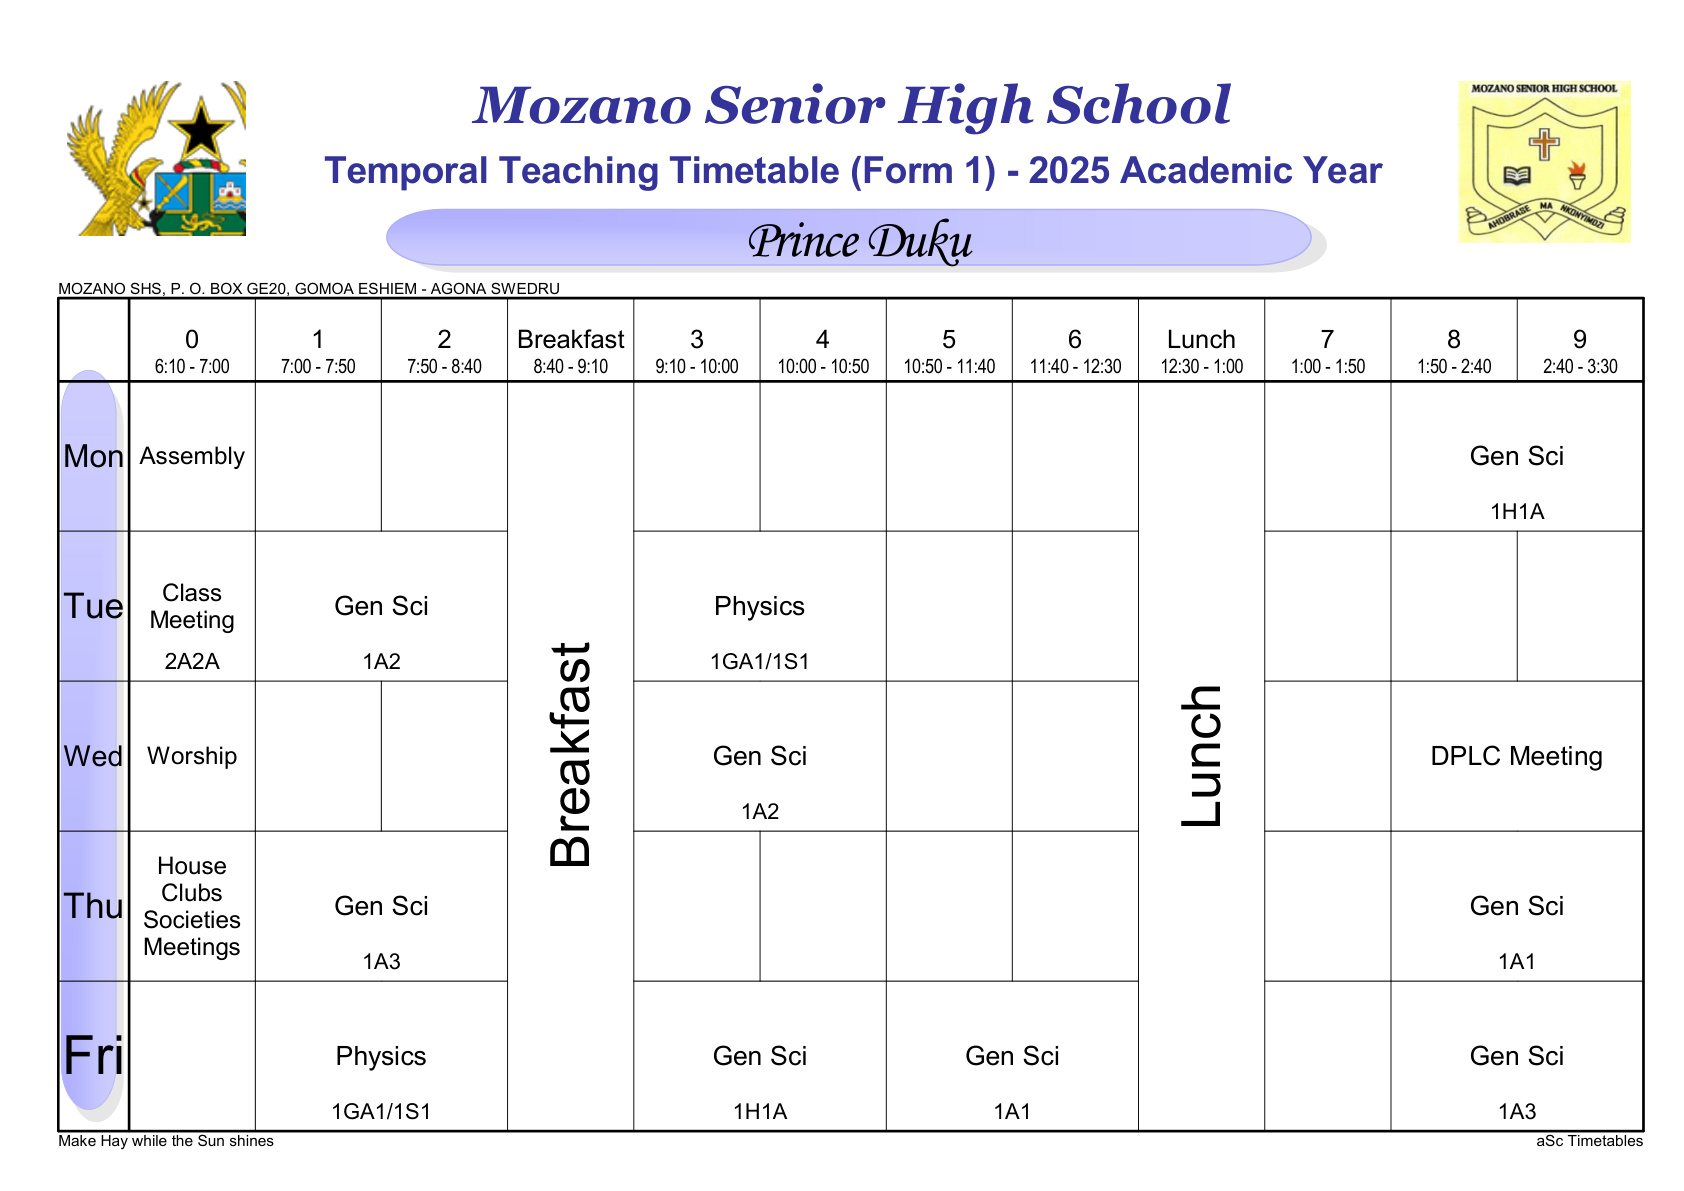 Mozano Senior High School
Temporal Teaching Timetable (Form 1) - 2025 Academic Year
Prince Duku
MOZANO SENIOR HIGH SCHOOL
AHOBRASE MA NKUNYIMDZI
MOZANO SHS, P. O. BOX GE20, GOMOA ESHIEM - AGONA SWEDRU
0 1 2 Breakfast 3 4 5 6 Lunch 7 8 9
6:10 - 7:00 7:00 - 7:50 7:50 - 8:40 8:40 - 9:10 9:10 - 10:00 10:00 - 10:50 10:50 - 11:40 11:40 - 12:30 12:30 - 1:00 1:00 - 1:50 1:50 - 2:40 2:40 - 3:30
Mon Assembly Gen Sci
1H1A
Tue Class Meeting Gen Sci Physics
2A2A 1A2 1GA1/1S1
Breakfast
Lunch
Wed Worship Gen Sci DPLC Meeting
1A2
Thu House Clubs Societies Meetings Gen Sci Gen Sci
1A3 1A1
Fri Physics Gen Sci Gen Sci Gen Sci
1GA1/1S1 1H1A 1A1 1A3
Make Hay while the Sun shines
aSc Timetables